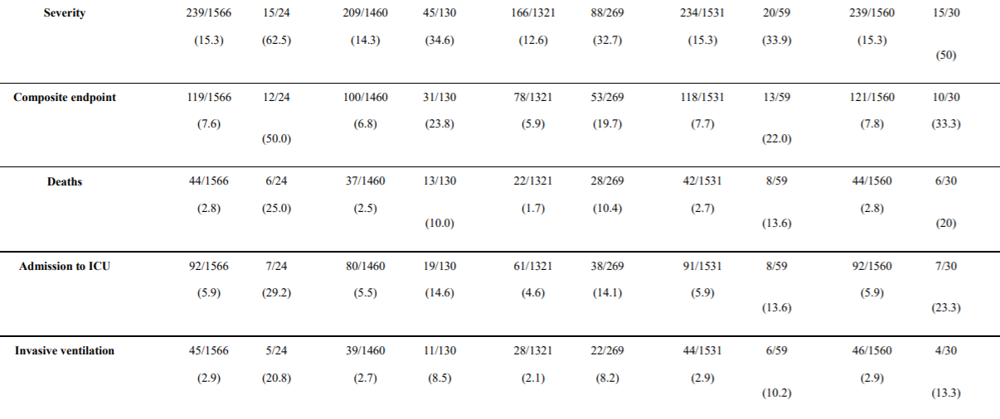 Severity 239/1566 15/24 209/1460 45/130 166/1321 88/269 234/1531 20/59 239/1560 15/30
(15.3) (62.5) (14.3) (34.6) (12.6) (32.7) (15.3) (33.9) (15.3)
(50)
Composite endpoint 119/1566 12/24 100/1460 31/130 78/1321 53/269 118/1531 13/59 121/1560 10/30
(7.6) (6.8) (23.8) (5.9) (19.7) (7.7) (7.8) (33.3)
(50.0) (22.0)
Deaths 44/1566 6/24 37/1460 13/130 22/1321 28/269 42/1531 8/59 44/1560 6/30
(2.8) (25.0) (2.5) (1.7) (10.4) (2.7) (2.8)
(10.0) (13.6) (20)
Admission to ICU 92/1566 7/24 80/1460 19/130 61/1321 38/269 91/1531 8/59 92/1560 7/30
(5.9) (29.2) (5.5) (14.6) (4.6) (14.1) (5.9) (5.9)
(13.6) (23.3)
Invasive ventilation 45/1566 5/24 39/1460 11/130 28/1321 22/269 44/1531 6/59 46/1560 4/30
(2.9) (20.8) (2.7) (8.5) (2.1) (8.2) (2.9) (2.9)
(10.2) (13.3)